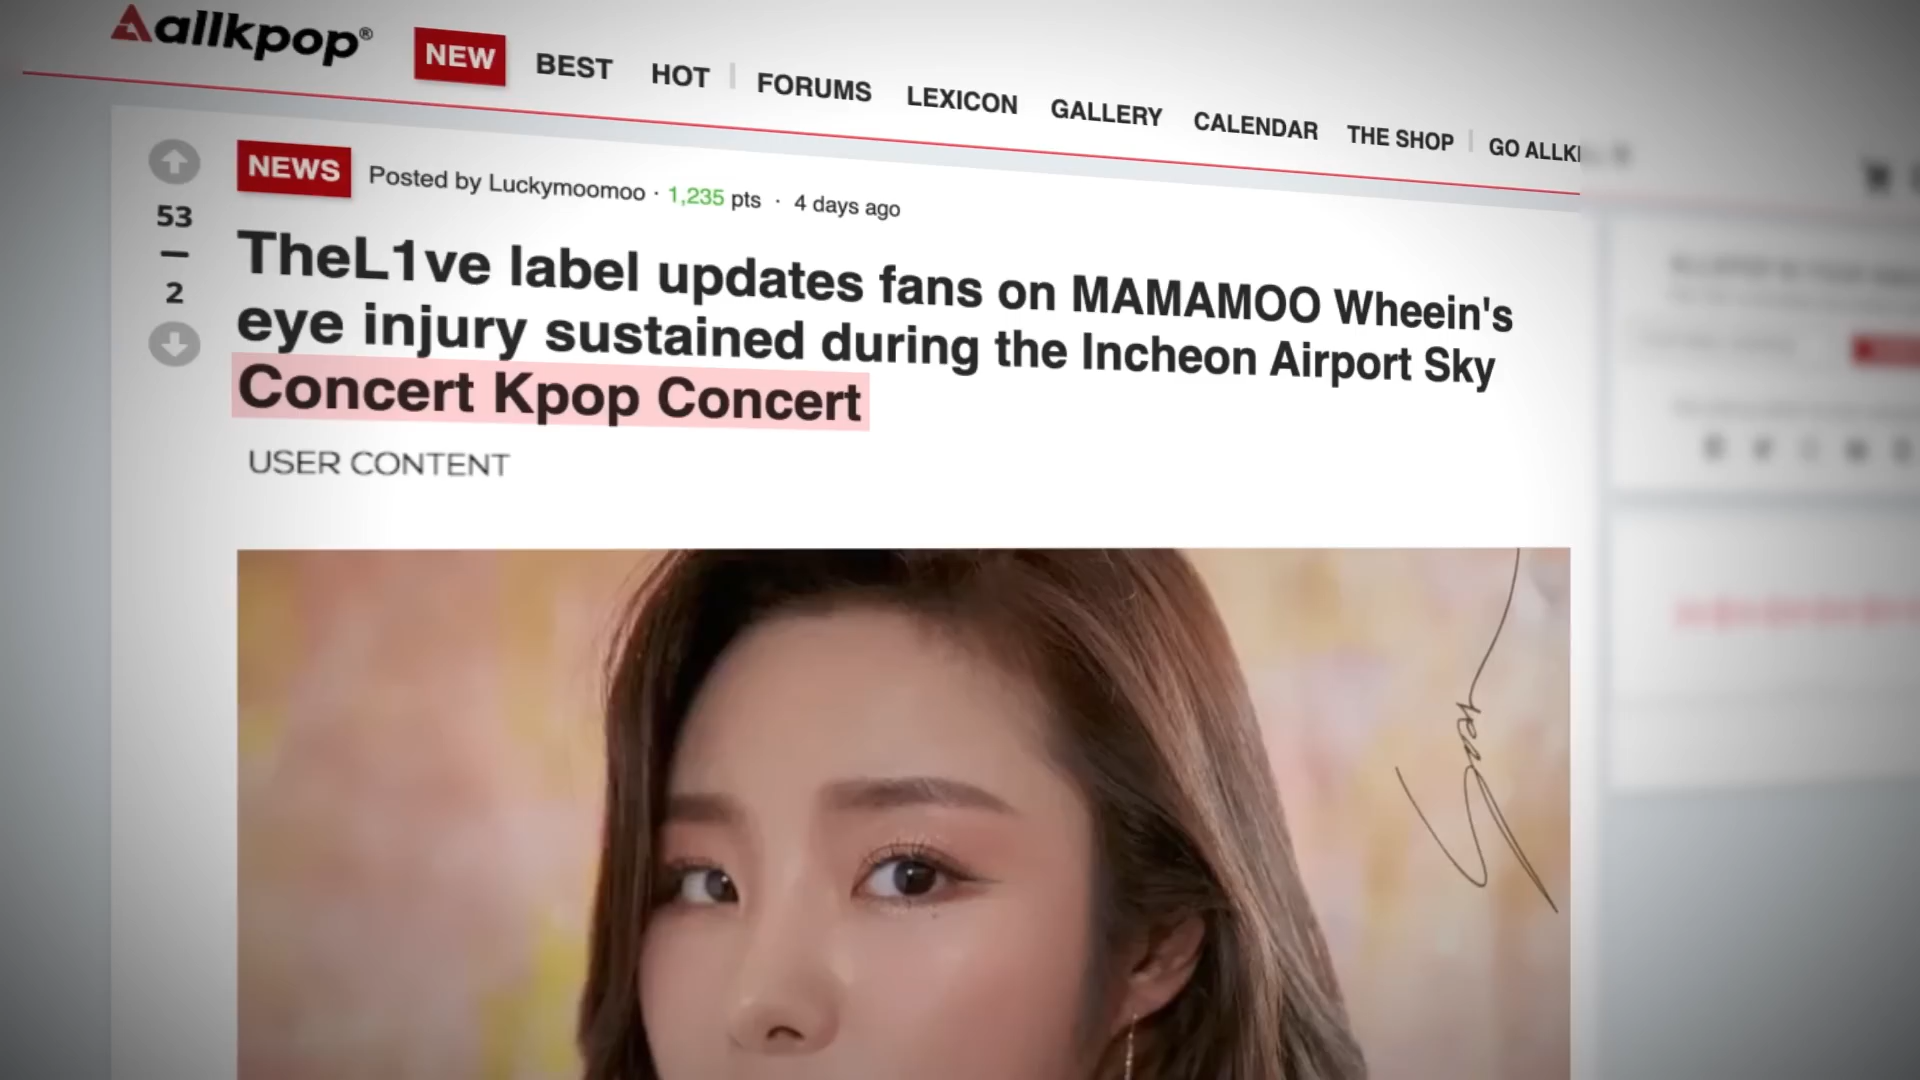 allkpop®
NEW BEST HOT FORUMS LEXICON GALLERY CALENDAR THE SHOP GO
NEWS Posted by Luckymoomoo · 1,235 pts · 4 days ago
53
2
TheL1ve label updates fans on MAMAMOO Wheein's
eye injury sustained during the Incheon Airport Sky
Concert Kpop Concert
USER CONTENT